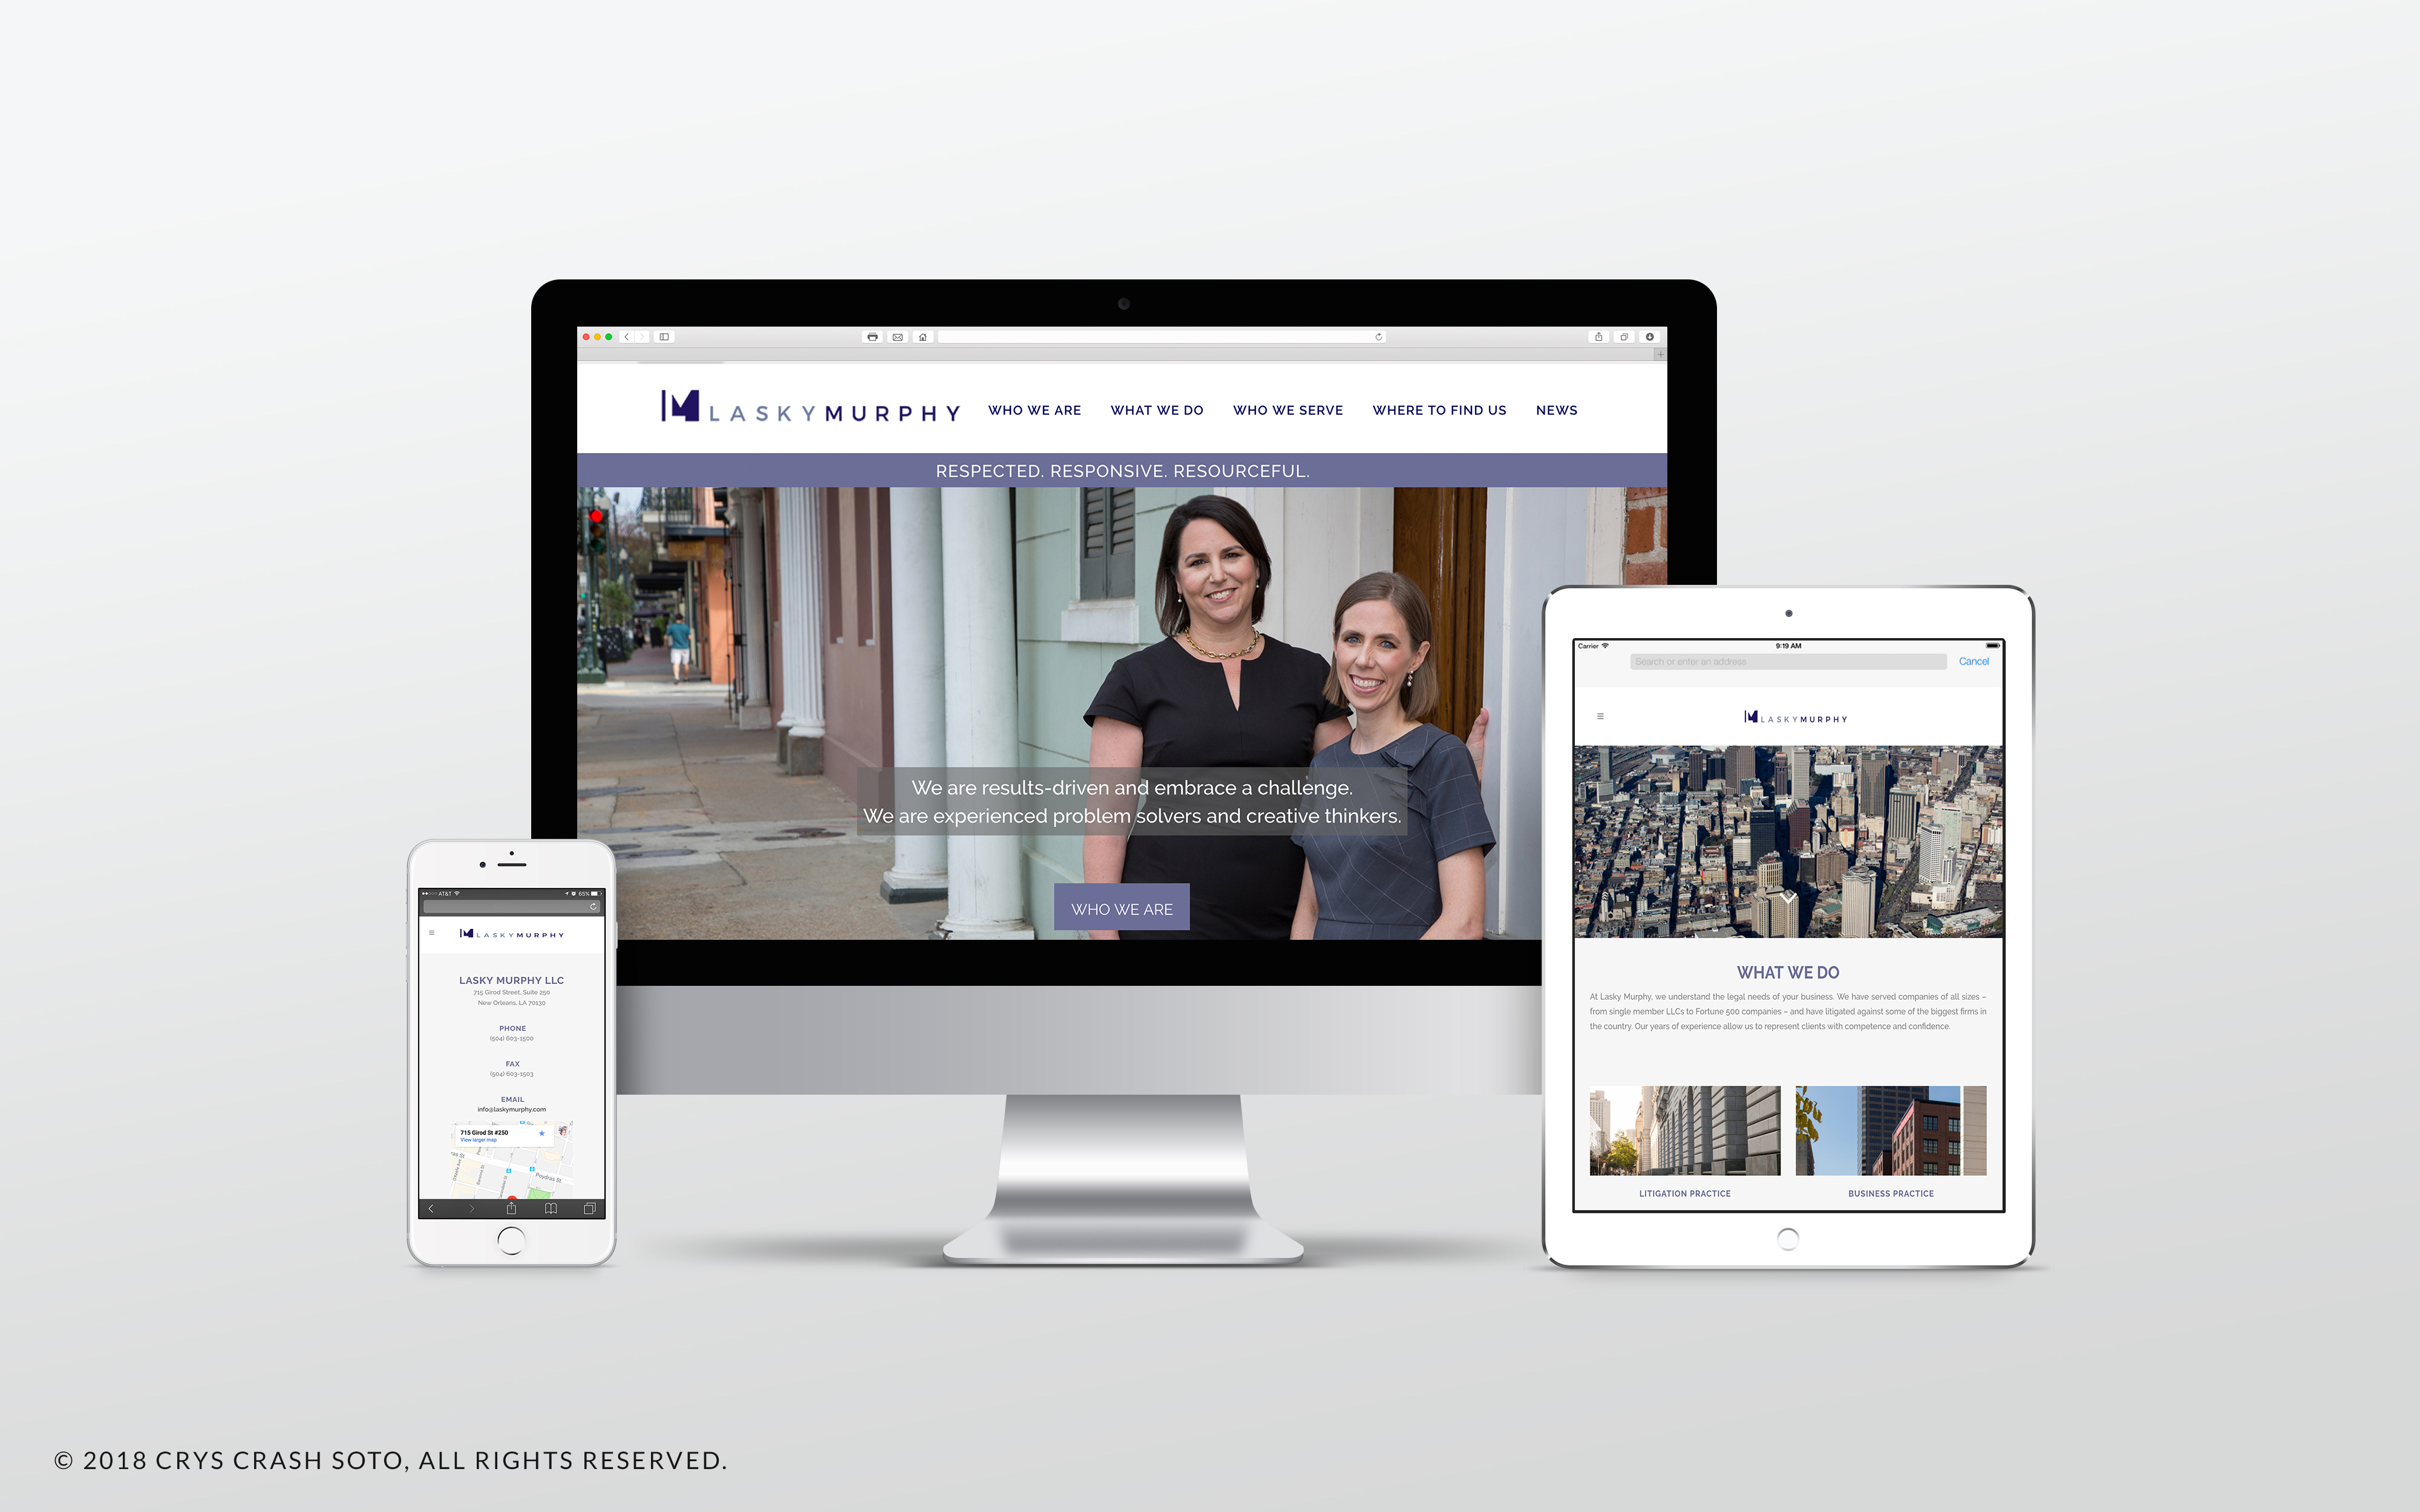 LASKYMURPHY
WHO WE ARE
WHAT WE DO
WHO WE SERVE
WHERE TO FIND US
NEWS
RESPECTED. RESPONSIVE. RESOURCEFUL.
We are results-driven and embrace a challenge.
We are experienced problem solvers and creative thinkers.
WHO WE ARE
AT&T
65%
LASKYMURPHY
LASKY MURPHY LLC
715 Girod Street, Suite 250
New Orleans, LA 70130
PHONE
(504) 603-1500
FAX
(504) 603-1503
EMAIL
info@laskymurphy.com
715 Girod St #250
View larger map
Poydras St
Carrier
9:19 AM
Search or enter an address
Cancel
LASKYMURPHY
WHAT WE DO
At Lasky Murphy, we understand the legal needs of your business. We have served companies of all sizes –
from single member LLCs to Fortune 500 companies – and have litigated against some of the biggest firms in
the country. Our years of experience allow us to represent clients with competence and confidence.
LITIGATION PRACTICE
BUSINESS PRACTICE
© 2018 CRYS CRASH SOTO, ALL RIGHTS RESERVED.